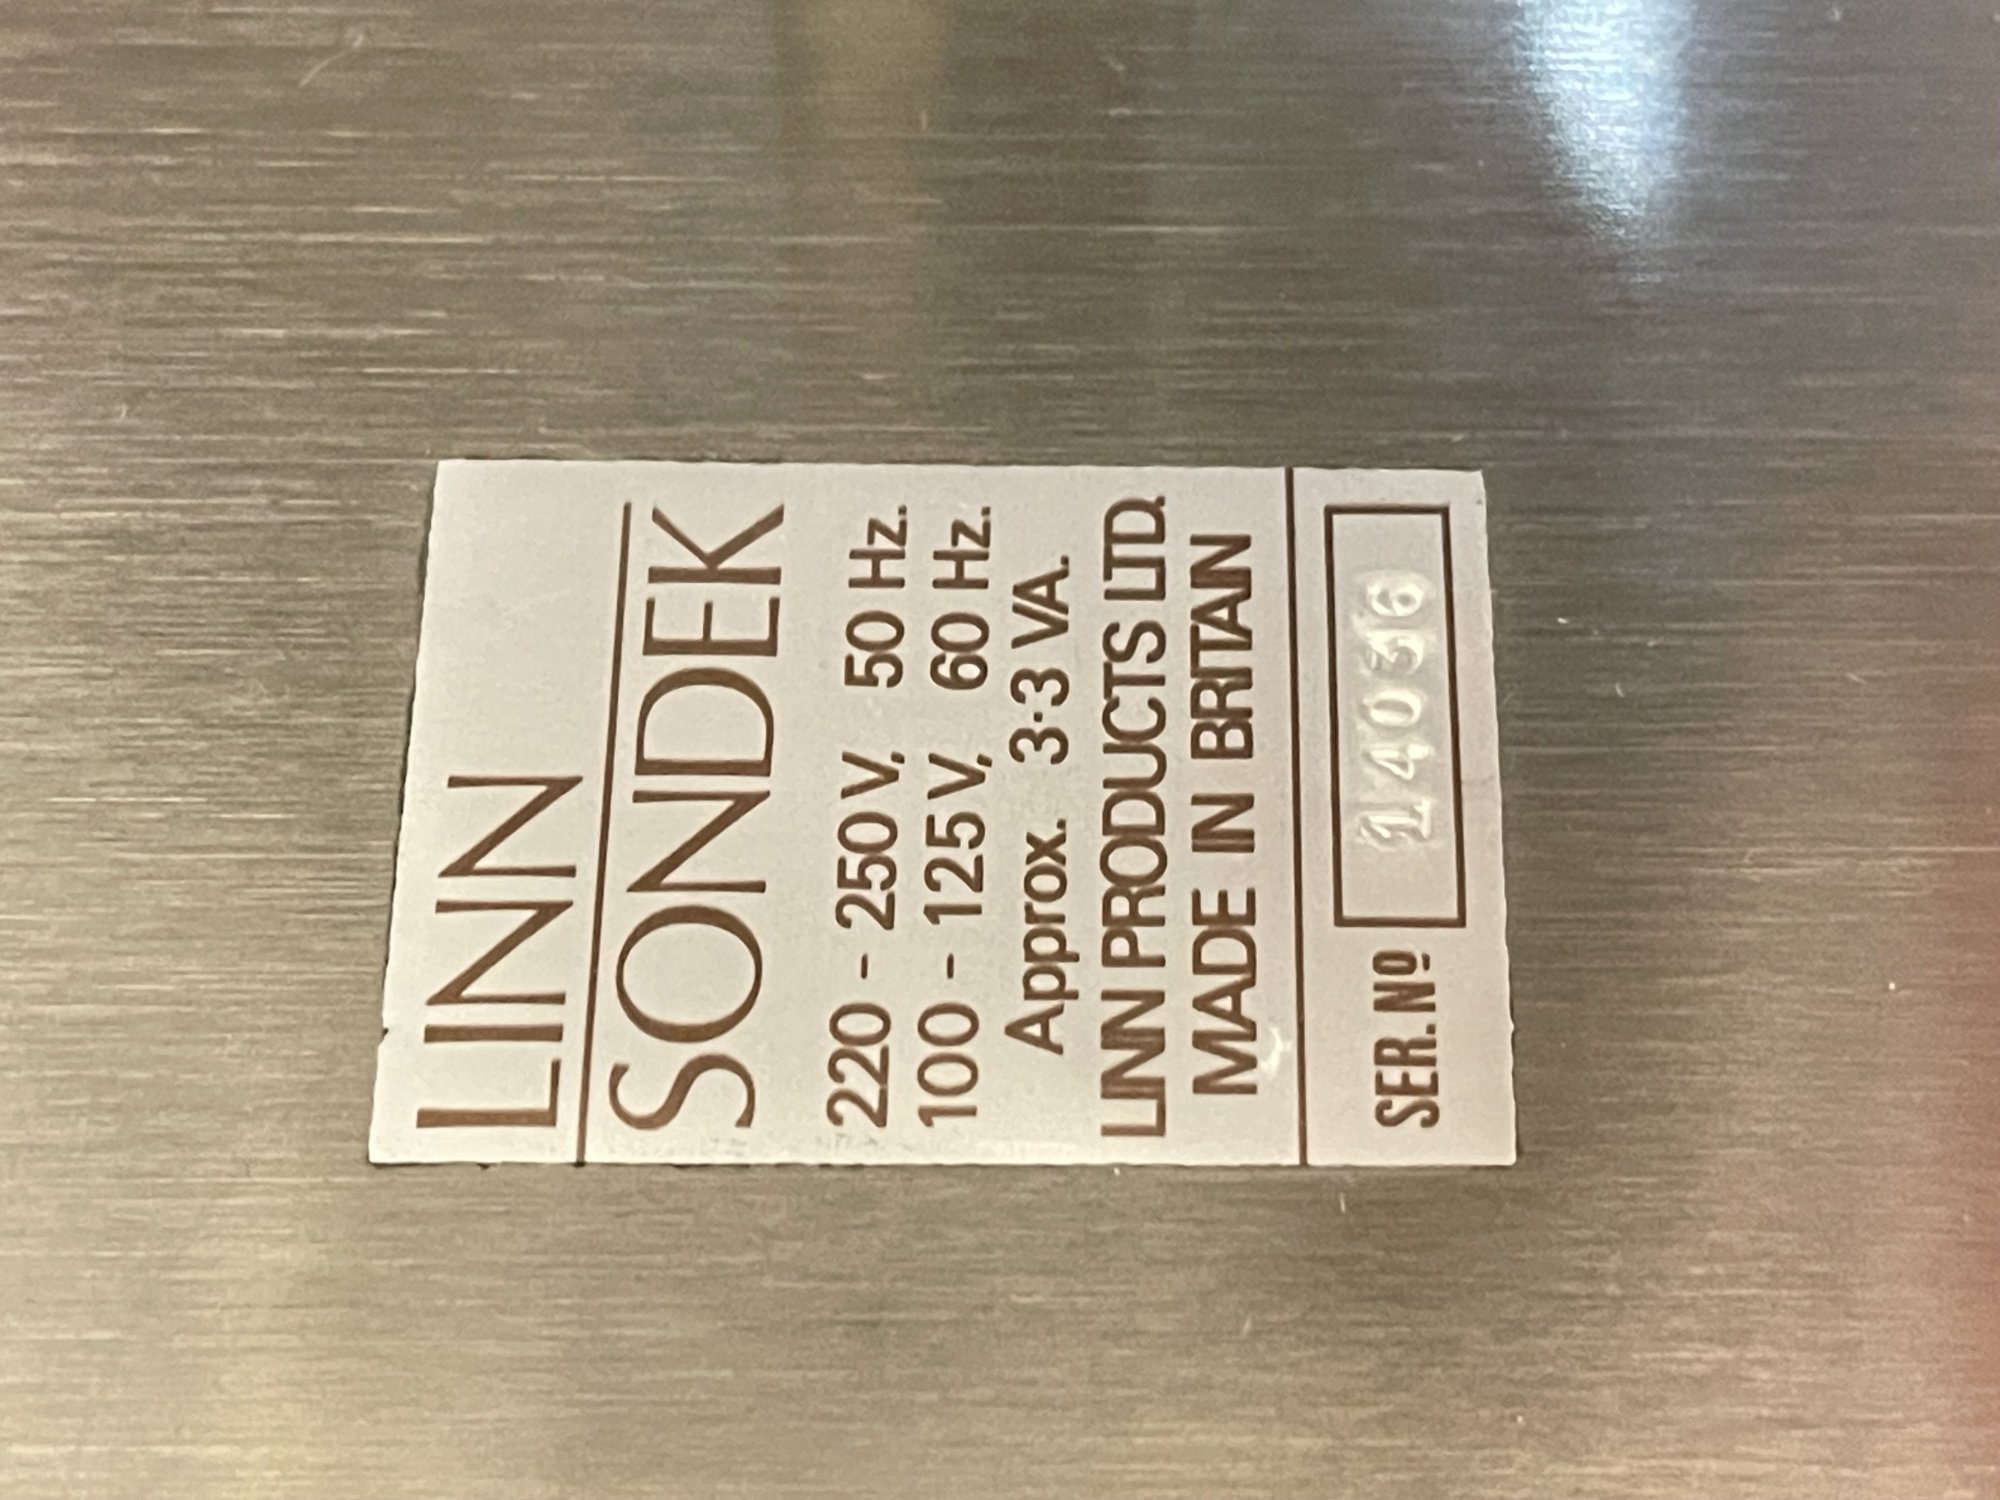 LINN
SONDEK
220 - 250 V, 50 Hz.
100 - 125 V, 60 Hz.
Approx. 3·3 VA.
LINN PRODUCTS LTD.
MADE IN BRITAIN
SER. Nº 14036